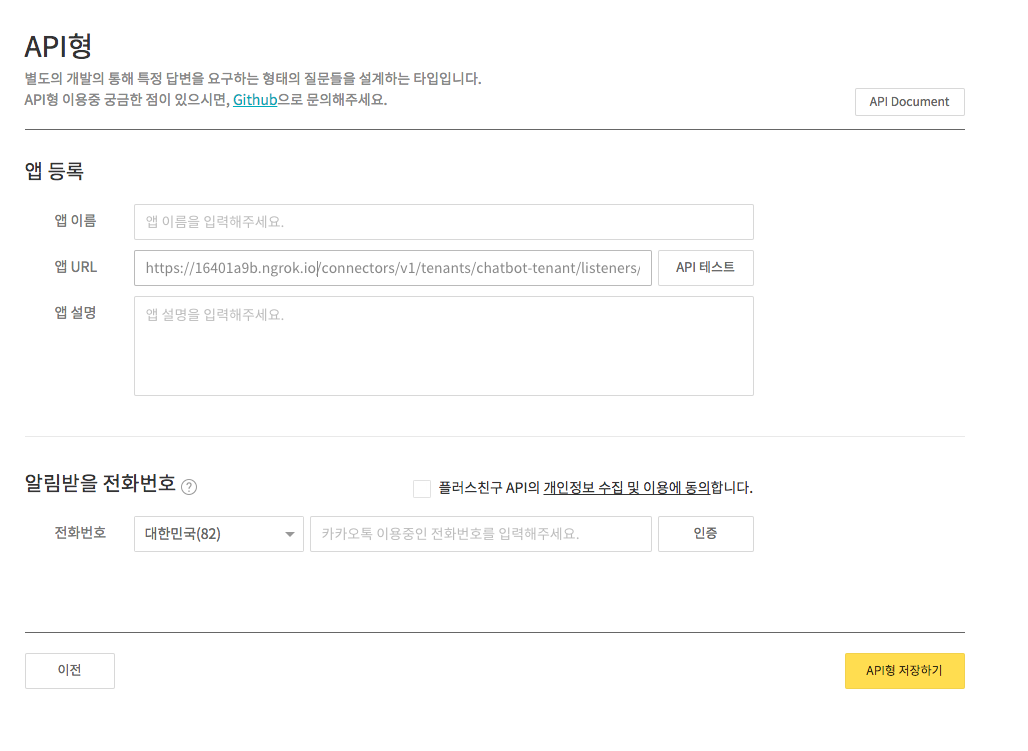 API형
별도의 개발의 통해 특정 답변을 요구하는 형태의 질문들을 설계하는 타입입니다.
API형 이용중 궁금한 점이 있으시면, Github으로 문의해주세요.
API Document
앱 등록
앱 이름 앱 이름을 입력해주세요.
앱 URL https://16401a9b.ngrok.io/connectors/v1/tenants/chatbot-tenant/listeners/ API 테스트
앱 설명 앱 설명을 입력해주세요.
알림받을 전화번호 ? 플러스친구 API의 개인정보 수집 및 이용에 동의합니다.
전화번호 대한민국(82) 카카오톡 이용중인 전화번호를 입력해주세요. 인증
이전 API형 저장하기